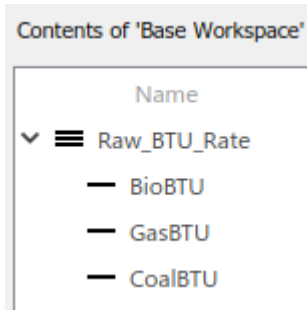 Contents of 'Base Workspace'
Name
Raw_BTU_Rate
BioBTU
GasBTU
CoalBTU